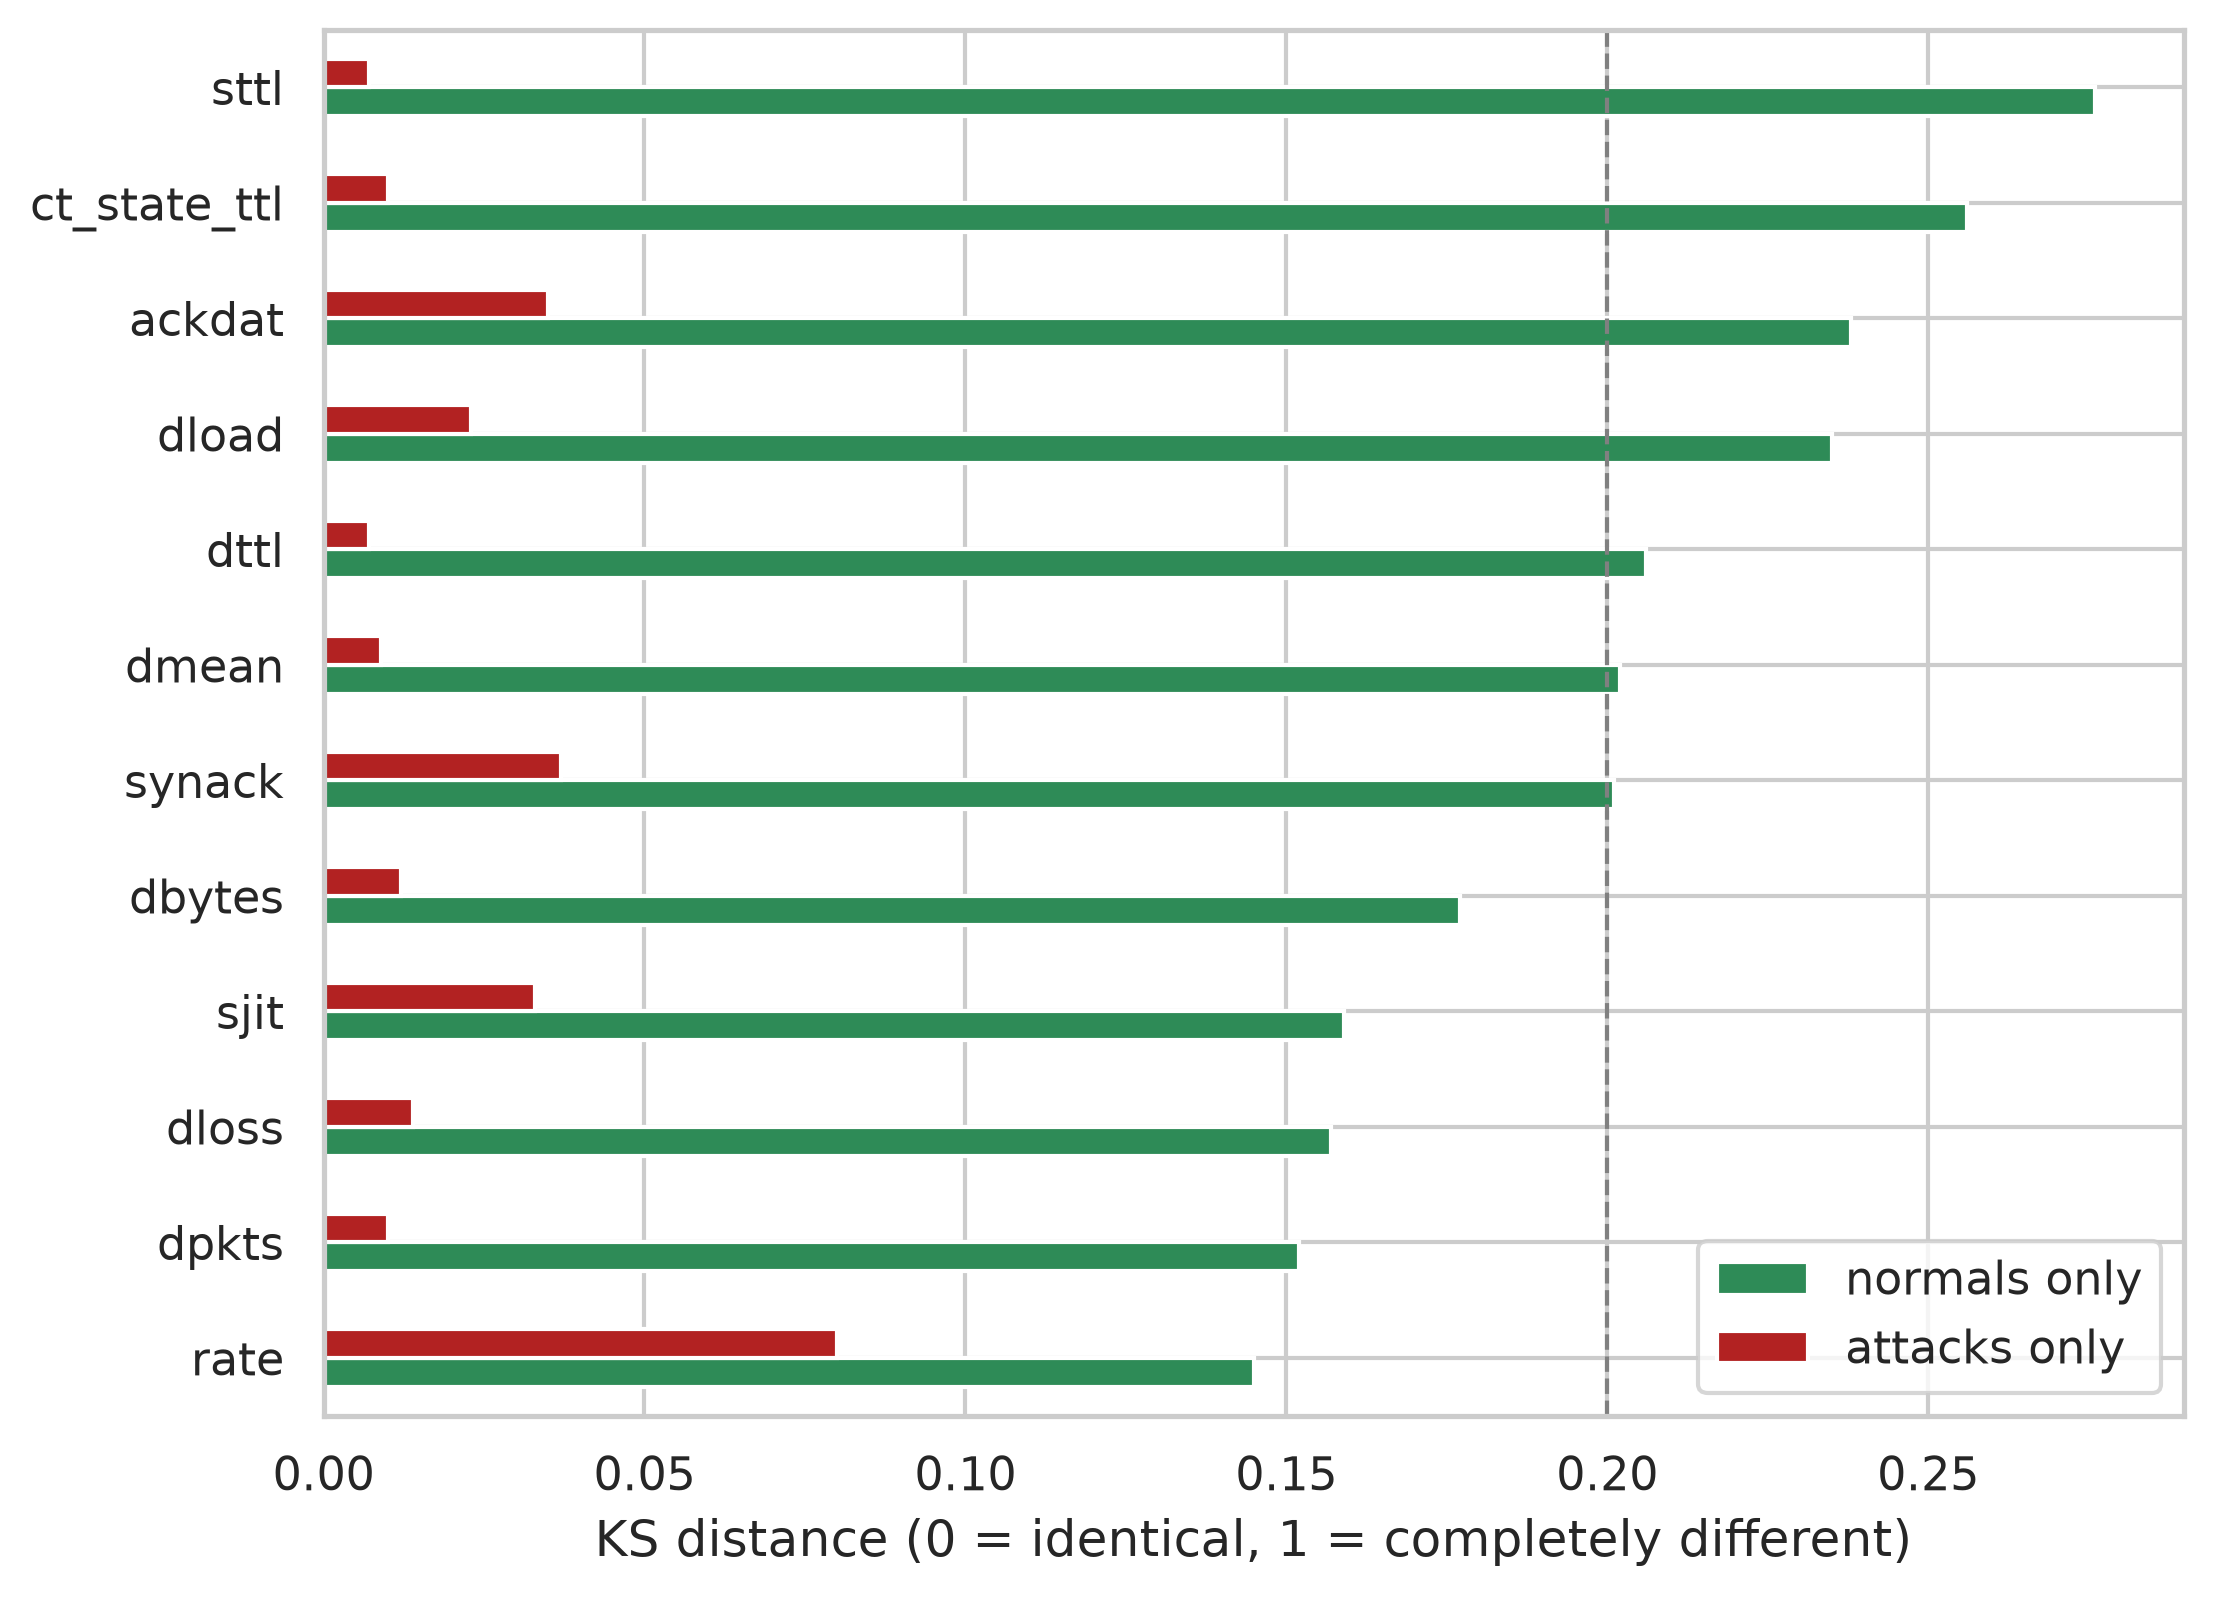 sttl
ct_state_ttl
ackdat
dload
dttl
dmean
synack
dbytes
sjit
dloss
dpkts
rate
normals only
attacks only
0.00 0.05 0.10 0.15 0.20 0.25
KS distance (0 = identical, 1 = completely different)